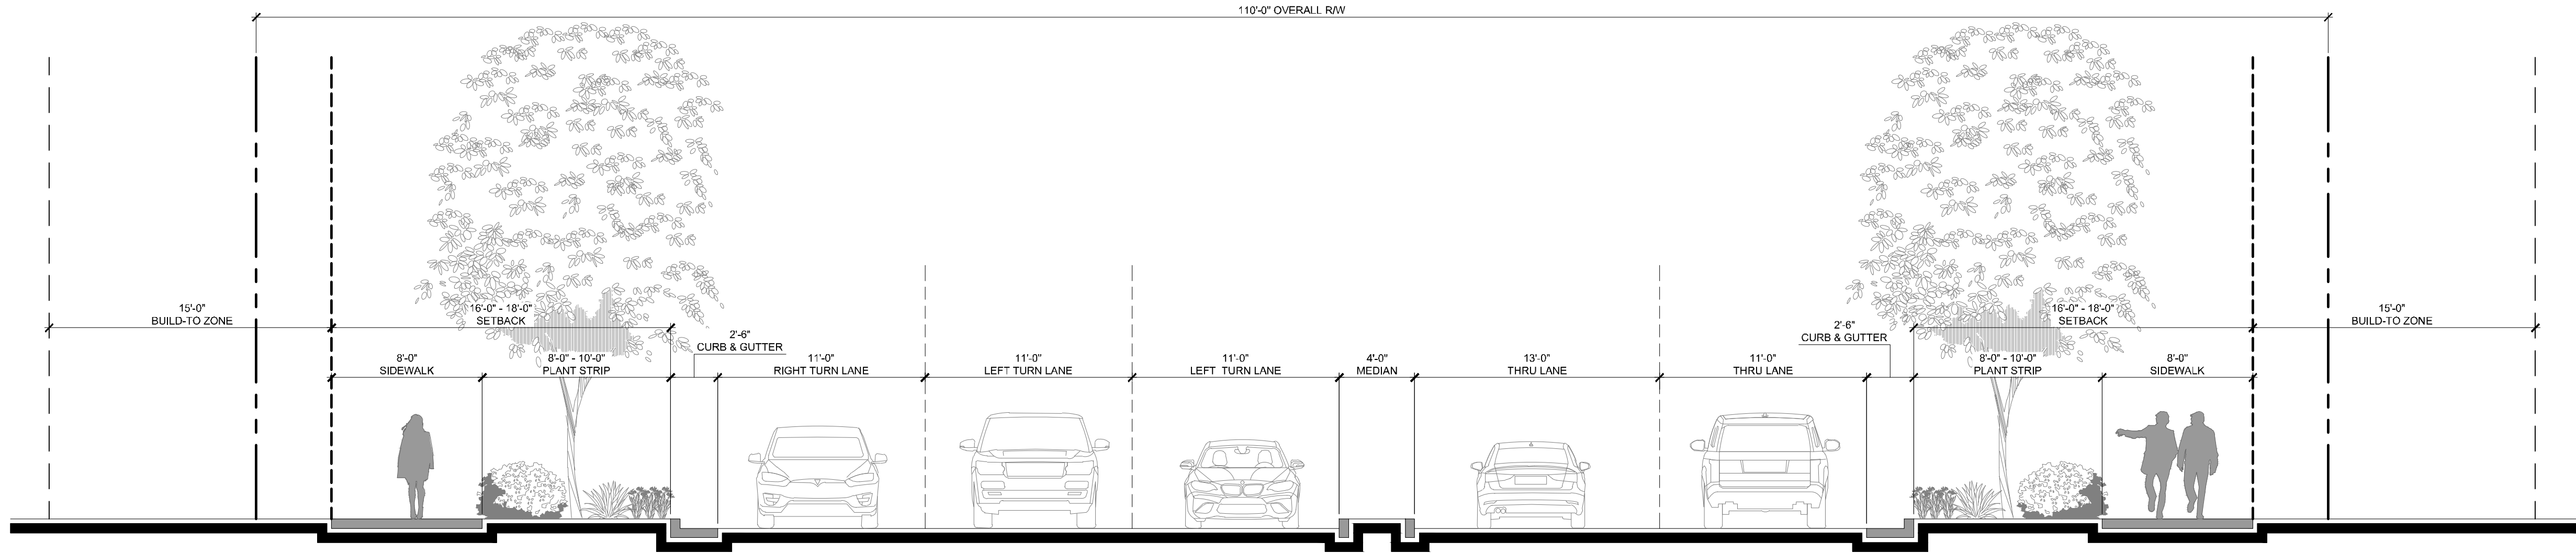 110'-0" OVERALL R/W
15'-0"
BUILD-TO ZONE
16'-0" - 18'-0"
SETBACK
2'-6"
CURB & GUTTER
8'-0"
SIDEWALK
8'-0" - 10'-0"
PLANT STRIP
11'-0"
RIGHT TURN LANE
11'-0"
LEFT TURN LANE
11'-0"
LEFT TURN LANE
4'-0"
MEDIAN
13'-0"
THRU LANE
11'-0"
THRU LANE
2'-6"
CURB & GUTTER
16'-0" - 18'-0"
SETBACK
8'-0" - 10'-0"
PLANT STRIP
8'-0"
SIDEWALK
15'-0"
BUILD-TO ZONE